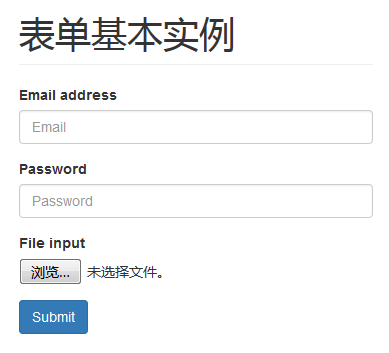 表单基本实例
Email address
Email
Password
Password
File input
浏览... 未选择文件。
Submit